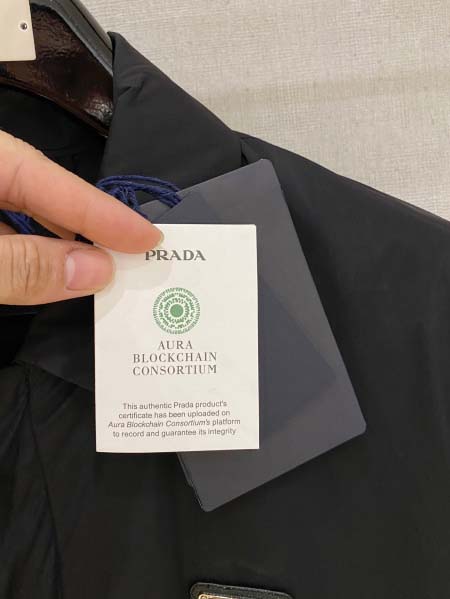 PRADA
AURA
BLOCKCHAIN
CONSORTIUM
This authentic Prada product's
certificate has been uploaded on
Aura Blockchain Consortium's platform
to record and guarantee its integrity